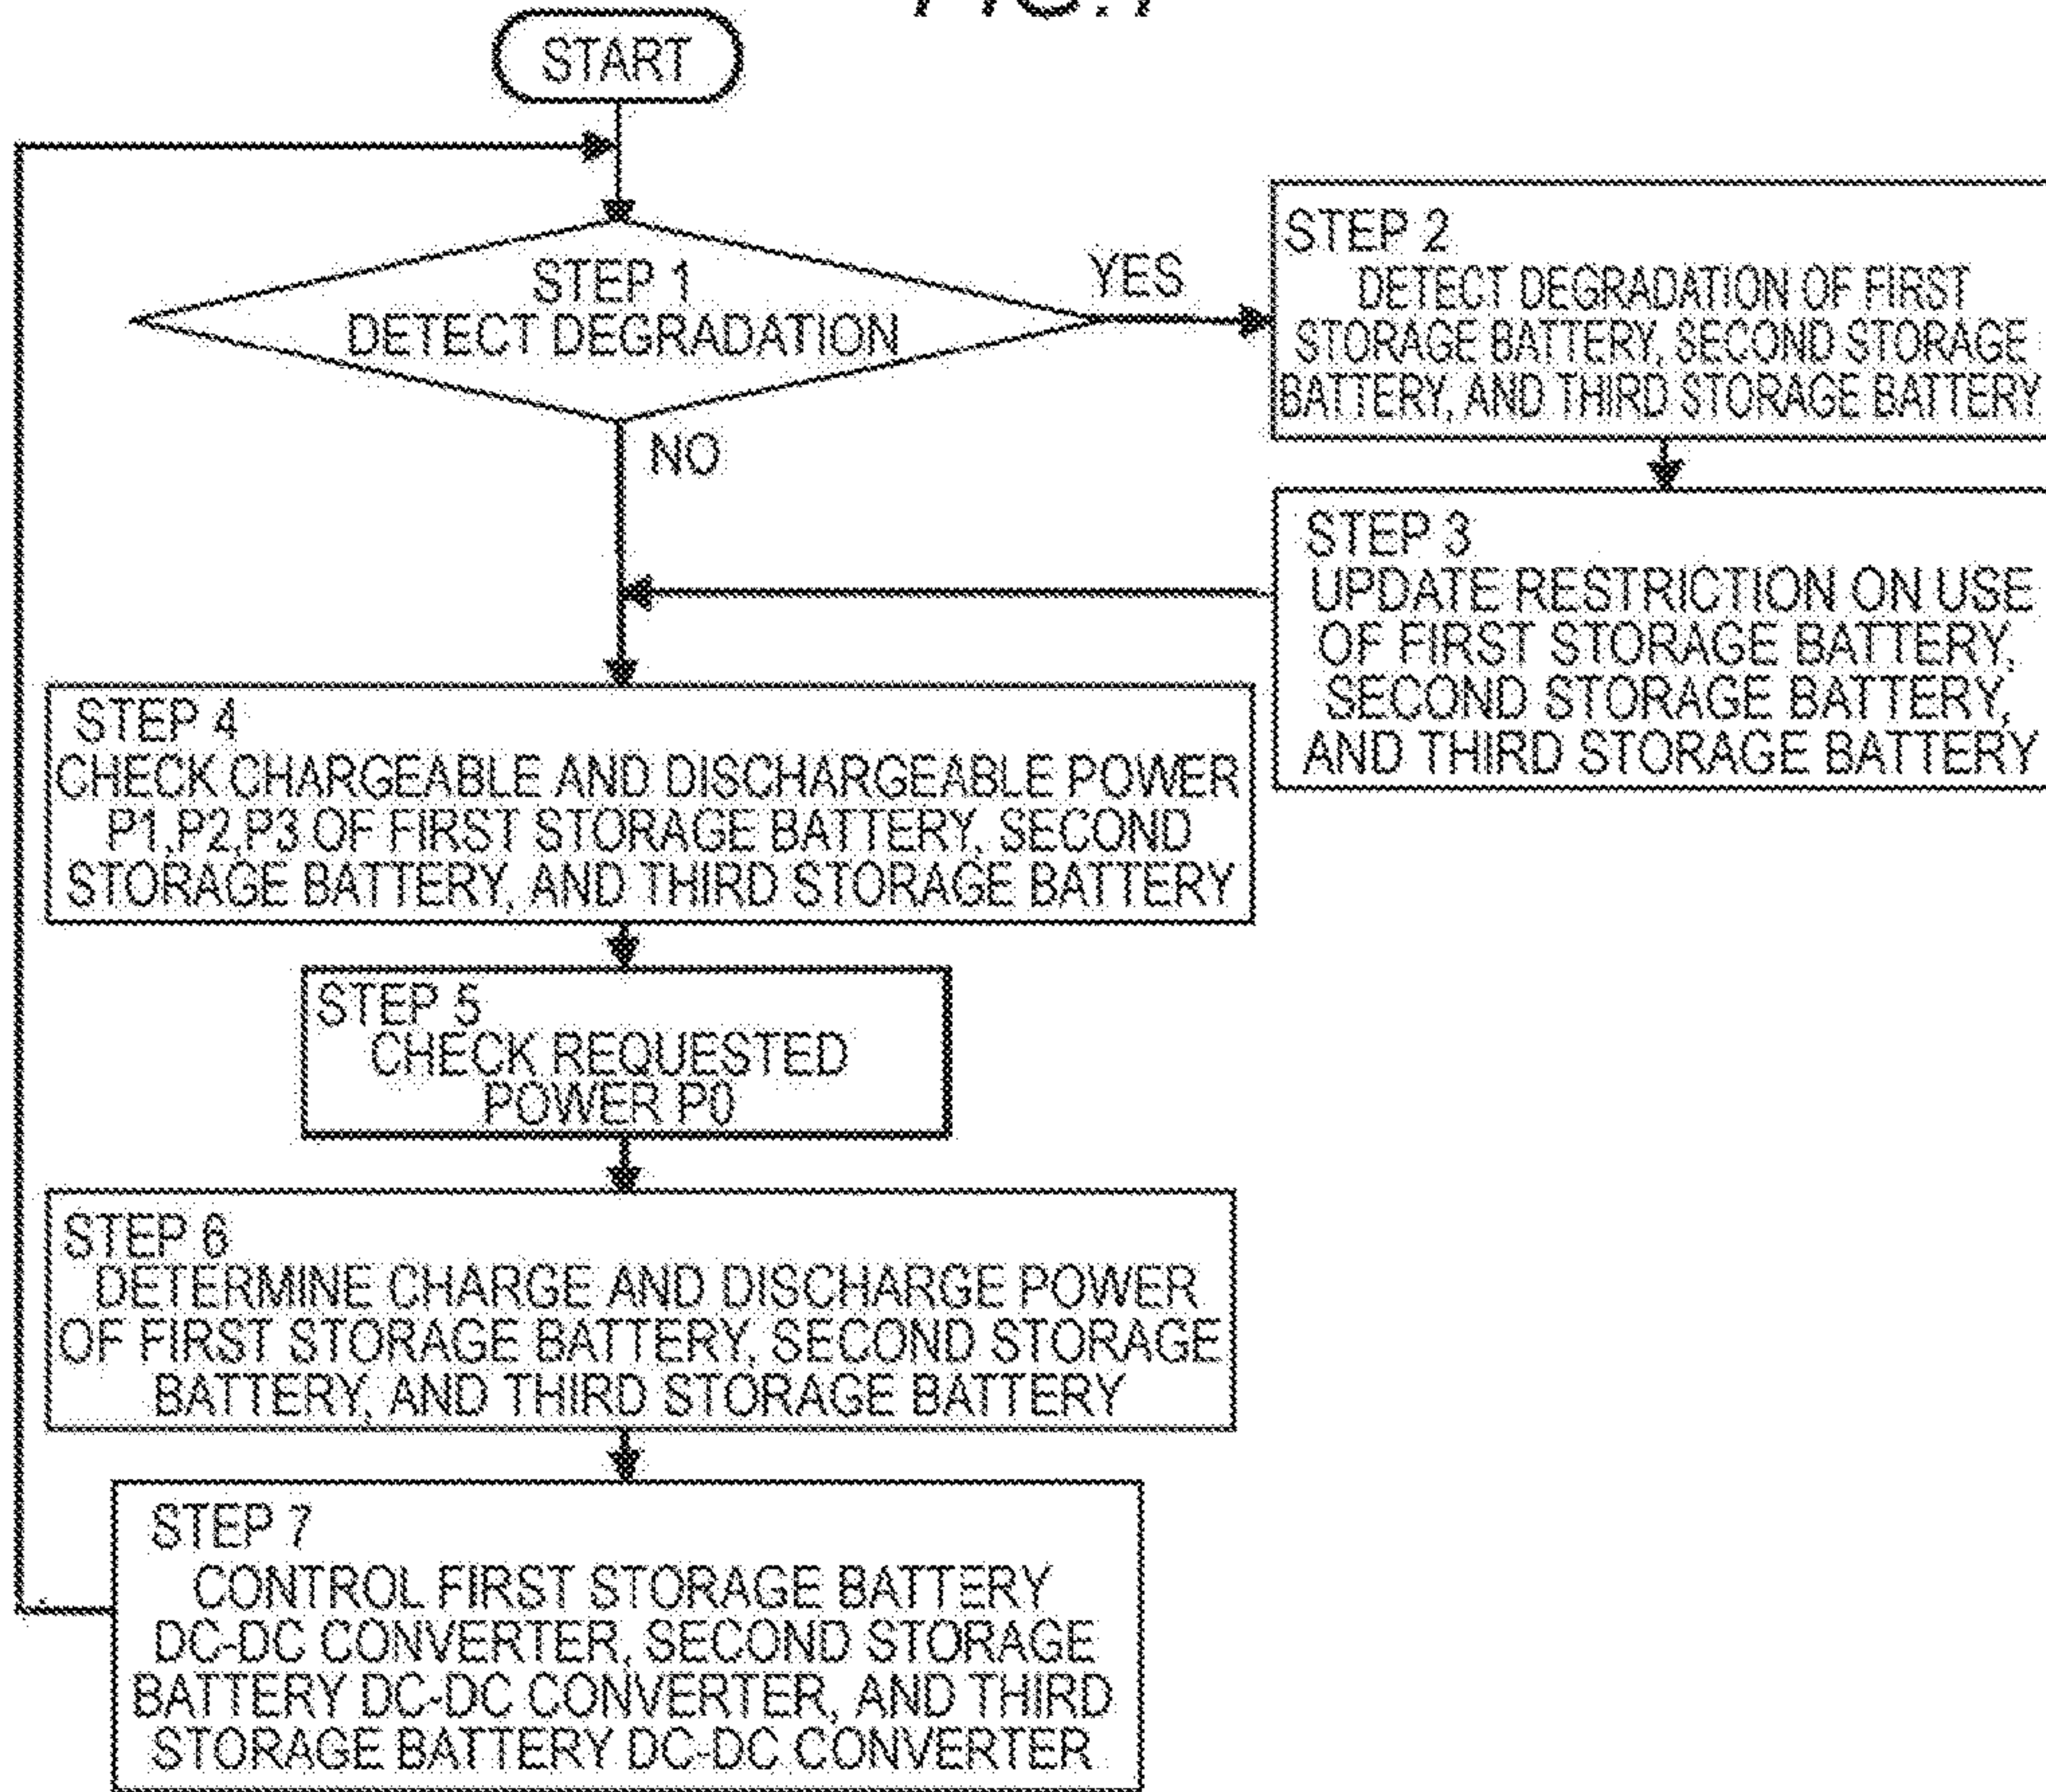 START
STEP 1
DETECT DEGRADATION
YES
NO
STEP 2
DETECT DEGRADATION OF FIRST
STORAGE BATTERY, SECOND STORAGE
BATTERY, AND THIRD STORAGE BATTERY
STEP 3
UPDATE RESTRICTION ON USE
OF FIRST STORAGE BATTERY,
SECOND STORAGE BATTERY,
AND THIRD STORAGE BATTERY
STEP 4
CHECK CHARGEABLE AND DISCHARGEABLE POWER
P1,P2,P3 OF FIRST STORAGE BATTERY, SECOND
STORAGE BATTERY, AND THIRD STORAGE BATTERY
STEP 5
CHECK REQUESTED
POWER P0
STEP 6
DETERMINE CHARGE AND DISCHARGE POWER
OF FIRST STORAGE BATTERY, SECOND STORAGE
BATTERY, AND THIRD STORAGE BATTERY
STEP 7
CONTROL FIRST STORAGE BATTERY
DC-DC CONVERTER, SECOND STORAGE
BATTERY DC-DC CONVERTER, AND THIRD
STORAGE BATTERY DC-DC CONVERTER